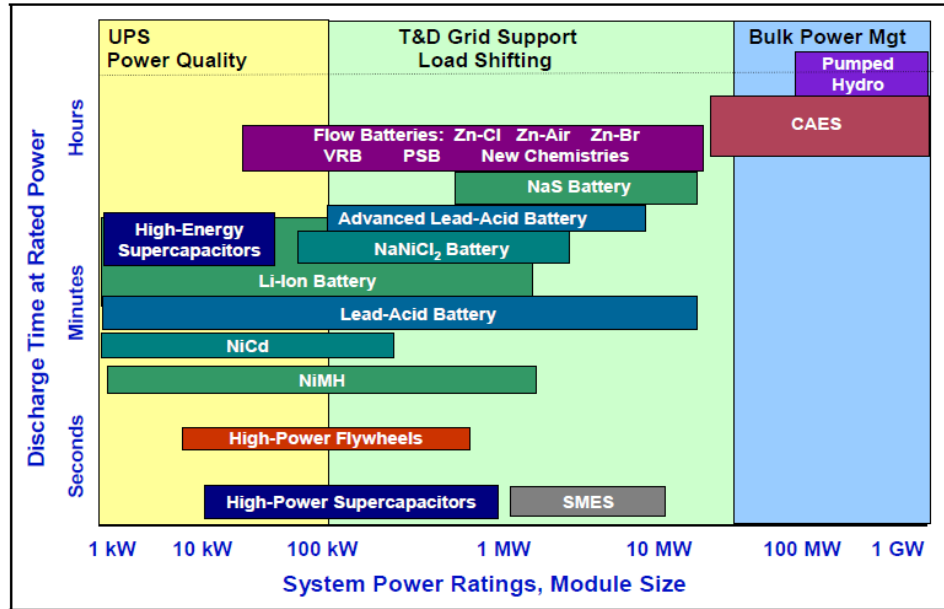 UPS
Power Quality
T&D Grid Support
Load Shifting
Bulk Power Mgt
Pumped
Hydro
CAES
Flow Batteries: Zn-Cl Zn-Air Zn-Br
VRB PSB New Chemistries
NaS Battery
Advanced Lead-Acid Battery
High-Energy
Supercapacitors
NaNiCl₂ Battery
Li-Ion Battery
Lead-Acid Battery
NiCd
NiMH
High-Power Flywheels
High-Power Supercapacitors
SMES
Discharge Time at Rated Power
Hours
Minutes
Seconds
1 kW 10 kW 100 kW 1 MW 10 MW 100 MW 1 GW
System Power Ratings, Module Size